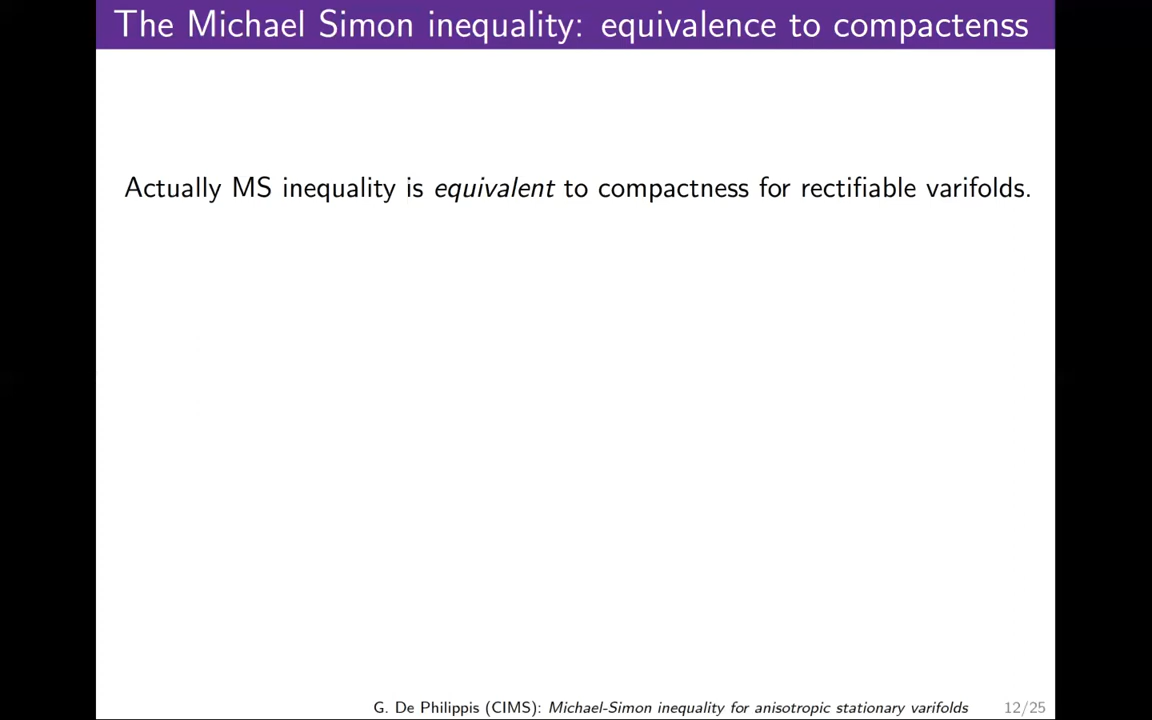 The Michael Simon inequality: equivalence to compactenss
Actually MS inequality is equivalent to compactness for rectifiable varifolds.
G. De Philippis (CIMS): Michael-Simon inequality for anisotropic stationary varifolds 12/25